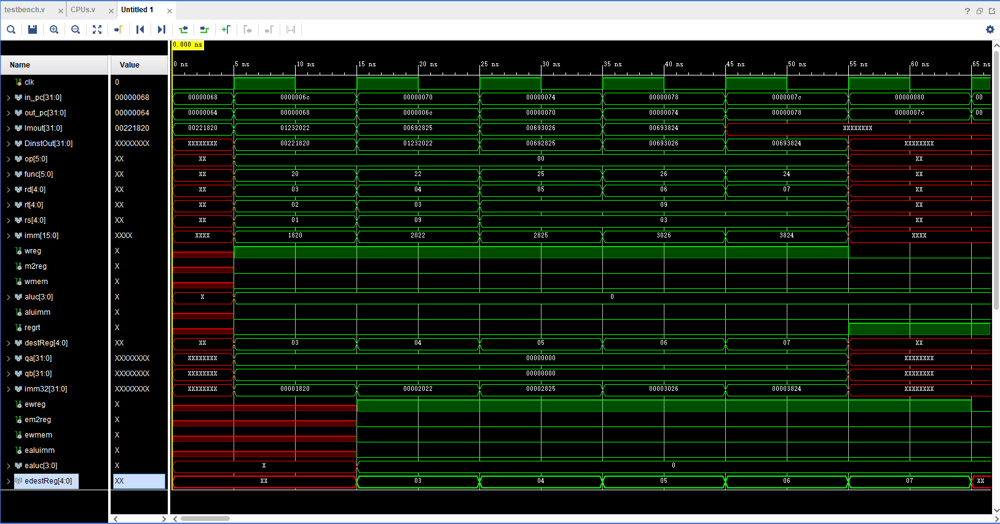 testbench.v × CPUs.v × Untitled 1 ×
?
0.000 ns
Name Value 0 ns 5 ns 10 ns 15 ns 20 ns 25 ns 30 ns 35 ns 40 ns 45 ns 50 ns 55 ns 60 ns 65 ns
clk 0
in_pc[31:0] 00000068 00000068 0000006c 00000070 00000074 00000078 0000007c 00000080 00
out_pc[31:0] 00000064 00000064 00000068 0000006c 00000070 00000074 00000078 0000007c 00
Imout[31:0] 00221820 00221820 01232022 00692825 00693026 00693824 XXXXXXXX
DinstOut[31:0] XXXXXXXX XXXXXXXX 00221820 01232022 00692825 00693026 00693824 XXXXXXXX
op[5:0] XX XX 00 XX
func[5:0] XX XX 20 22 25 26 24 XX
rd[4:0] XX XX 03 04 05 06 07 XX
rt[4:0] XX XX 02 03 09 XX
rs[4:0] XX XX 01 09 03 XX
imm[15:0] XXXX XXXX 1820 2022 2825 3026 3824 XXXX
wreg X
m2reg X
wmem X
aluc[3:0] X X 0
aluimm X
regrt X
destReg[4:0] XX XX 03 04 05 06 07 XX
qa[31:0] XXXXXXXX XXXXXXXX 00000000 XXXXXXXX
qb[31:0] XXXXXXXX XXXXXXXX 00000000 XXXXXXXX
imm32[31:0] XXXXXXXX XXXXXXXX 00001820 00002022 00002825 00003026 00003824 XXXXXXXX
ewreg X
em2reg X
ewmem X
ealuimm X
ealuc[3:0] X X 0
edestReg[4:0] XX XX 03 04 05 06 07 XX